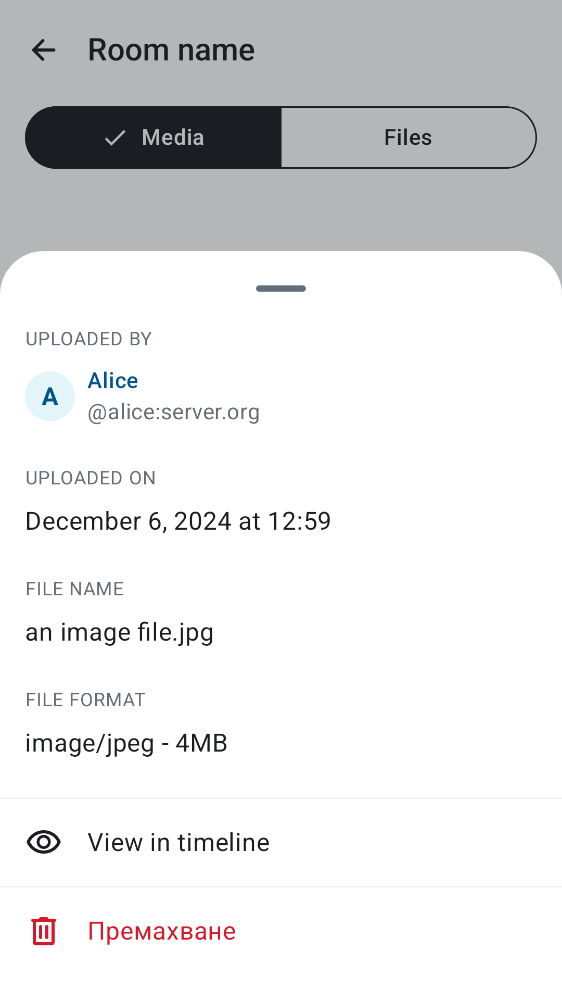 Room name
Media
Files
UPLOADED BY
A
Alice
@alice:server.org
UPLOADED ON
December 6, 2024 at 12:59
FILE NAME
an image file.jpg
FILE FORMAT
image/jpeg - 4MB
View in timeline
Премахване